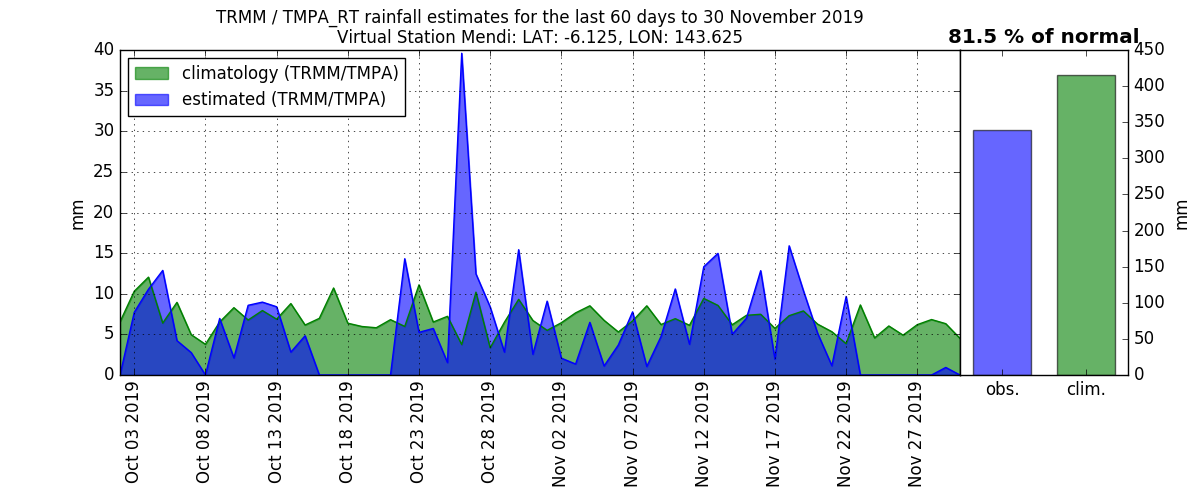 TRMM / TMPA_RT rainfall estimates for the last 60 days to 30 November 2019
Virtual Station Mendi: LAT: -6.125, LON: 143.625
81.5 % of normal
climatology (TRMM/TMPA)
estimated (TRMM/TMPA)
40
35
30
25
20
15
10
5
0
mm
Oct 03 2019
Oct 08 2019
Oct 13 2019
Oct 18 2019
Oct 23 2019
Oct 28 2019
Nov 02 2019
Nov 07 2019
Nov 12 2019
Nov 17 2019
Nov 22 2019
Nov 27 2019
obs.
clim.
450
400
350
300
250
200
150
100
50
0
mm